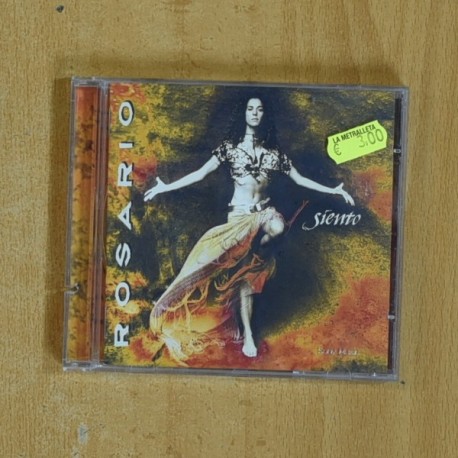 ROSARIO
LA METRALLETA
€ 3,00
siento